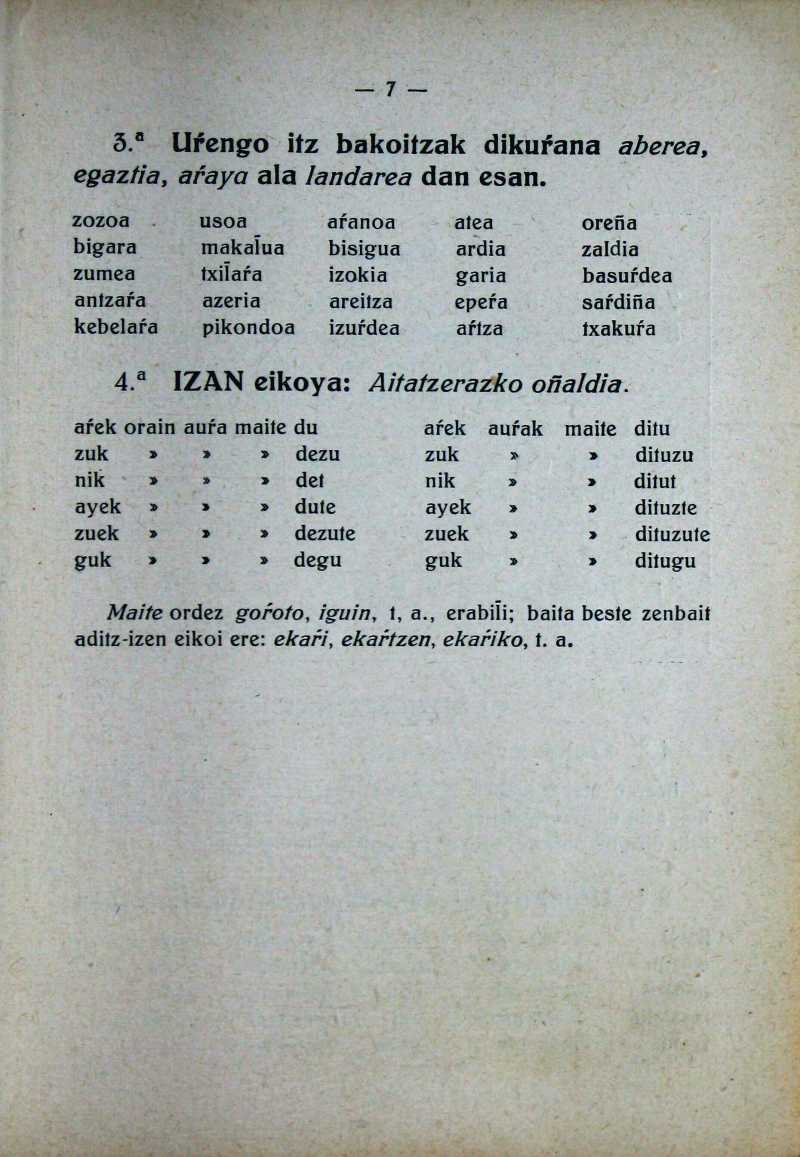 — 7 —
3.ª Uŕengo itz bakoitzak dikuŕana aberea,
egaztia, aŕaya ala landarea dan esan.
zozoa usoa aŕanoa atea oreña
bigara makal̄ua bisigua ardia zaldia
zumea txil̄aŕa izokia garia basuŕdea
antzaŕa azeria areitza epeŕa saŕdiña
kebelaŕa pikondoa izuŕdea aŕtza txakuŕa
4.ª IZAN eikoya: Aitatzerazko oñaldia.
aŕek orain auŕa maite du aŕek auŕak maite ditu
zuk » » » dezu zuk » » dituzu
nik » » » det nik » » ditut
ayek » » » dute ayek » » dituzte
zuek » » » dezute zuek » » dituzute
guk » » » degu guk » » ditugu
Maite ordez goŕoto, iguin, t, a., erabil̄i; baita beste zenbait
aditz-izen eikoi ere: ekaŕi, ekaŕtzen, ekaŕiko, t. a.